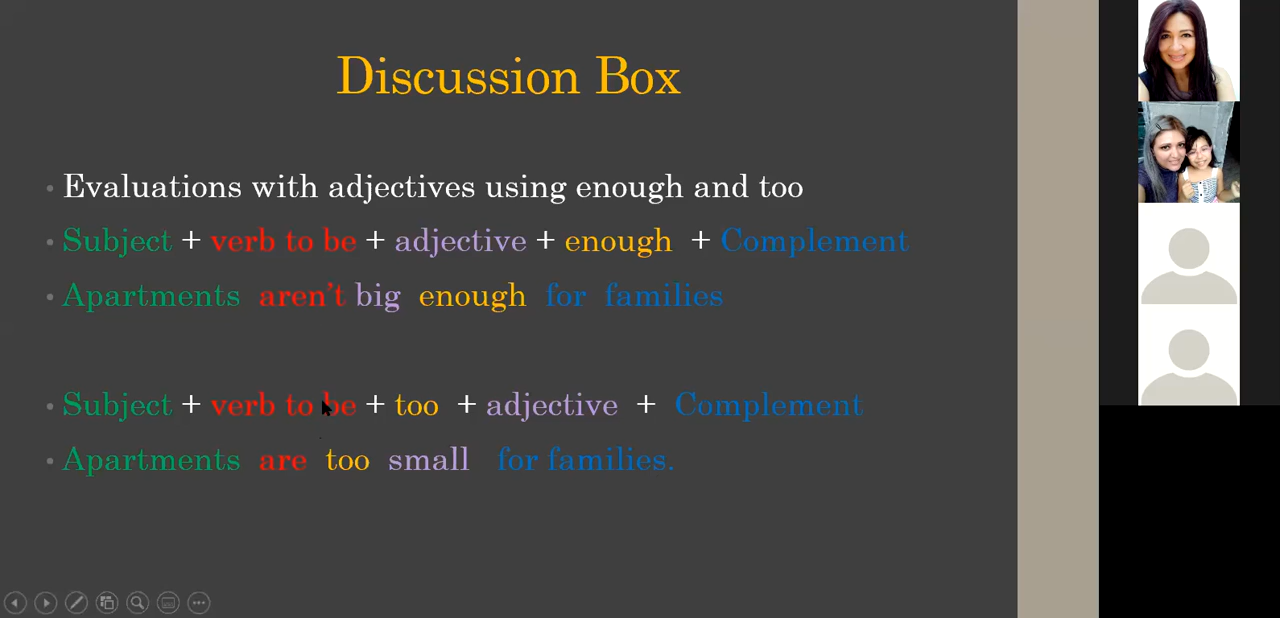 Discussion Box
Evaluations with adjectives using enough and too
Subject + verb to be + adjective + enough + Complement
Apartments aren't big enough for families
Subject + verb to be + too + adjective + Complement
Apartments are too small for families.